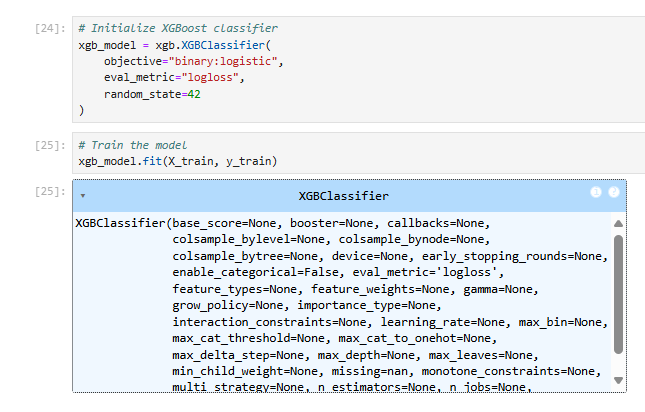 [24]: # Initialize XGBoost classifier
xgb_model = xgb.XGBClassifier(
    objective="binary:logistic",
    eval_metric="logloss",
    random_state=42
)
[25]: # Train the model
xgb_model.fit(X_train, y_train)
[25]: XGBClassifier
XGBClassifier(base_score=None, booster=None, callbacks=None,
              colsample_bylevel=None, colsample_bynode=None,
              colsample_bytree=None, device=None, early_stopping_rounds=None,
              enable_categorical=False, eval_metric='logloss',
              feature_types=None, feature_weights=None, gamma=None,
              grow_policy=None, importance_type=None,
              interaction_constraints=None, learning_rate=None, max_bin=None,
              max_cat_threshold=None, max_cat_to_onehot=None,
              max_delta_step=None, max_depth=None, max_leaves=None,
              min_child_weight=None, missing=nan, monotone_constraints=None,
              multi_strategy=None, n_estimators=None, n_jobs=None,